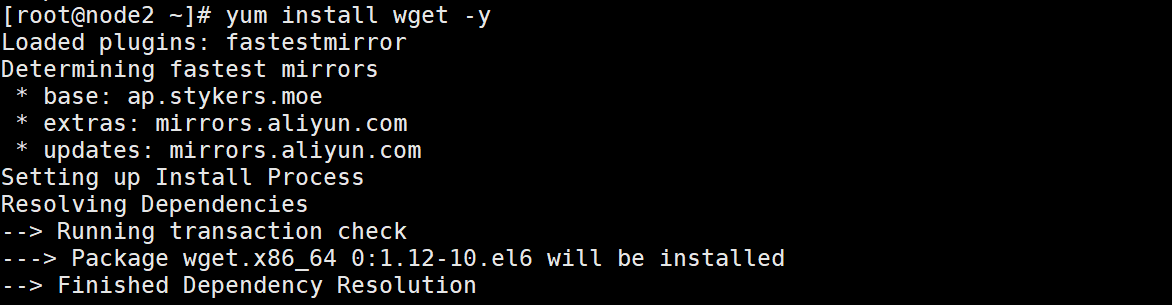 [root@node2 ~]# yum install wget -y
Loaded plugins: fastestmirror
Determining fastest mirrors
 * base: ap.stykers.moe
 * extras: mirrors.aliyun.com
 * updates: mirrors.aliyun.com
Setting up Install Process
Resolving Dependencies
--> Running transaction check
---> Package wget.x86_64 0:1.12-10.el6 will be installed
--> Finished Dependency Resolution